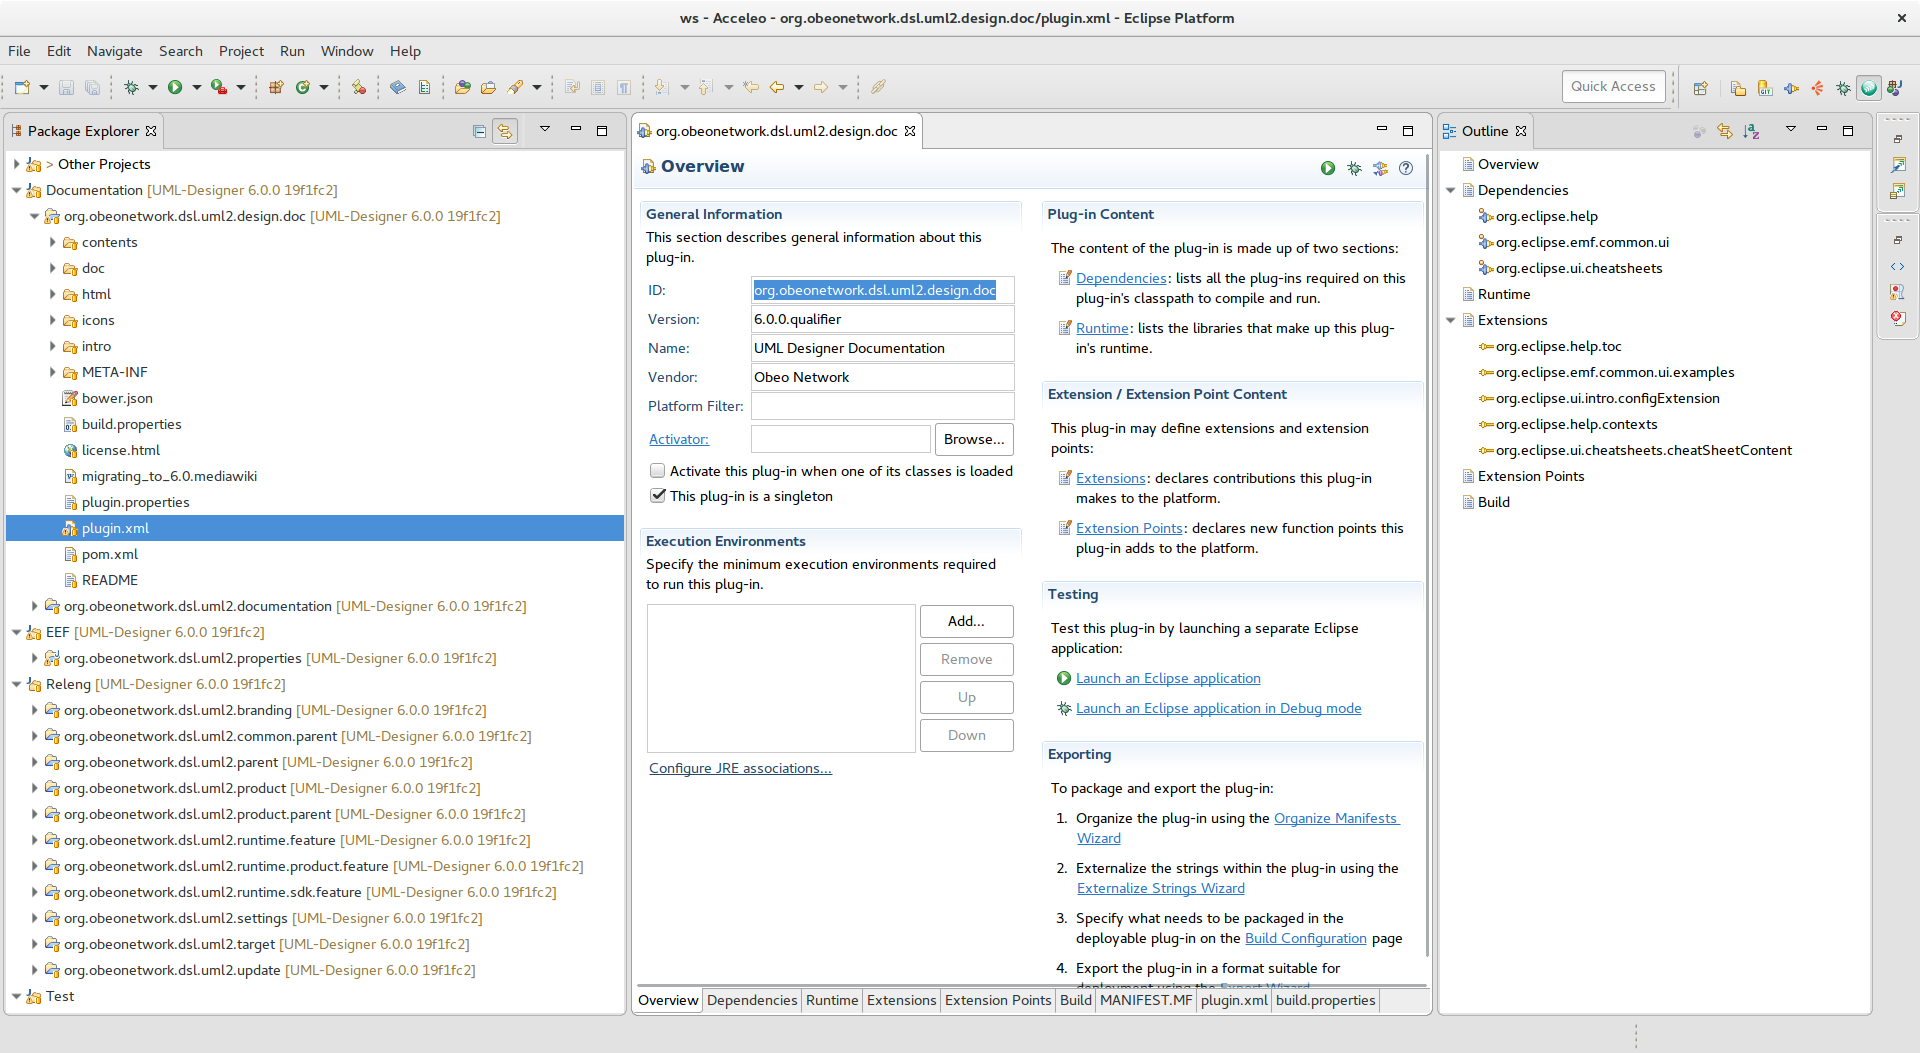 ws - Acceleo - org.obeonetwork.dsl.uml2.design.doc/plugin.xml - Eclipse Platform
File Edit Navigate Search Project Run Window Help
Quick Access
Package Explorer
> Other Projects
Documentation [UML-Designer 6.0.0 19f1fc2]
org.obeonetwork.dsl.uml2.design.doc [UML-Designer 6.0.0 19f1fc2]
contents
doc
html
icons
intro
META-INF
bower.json
build.properties
license.html
migrating_to_6.0.mediawiki
plugin.properties
plugin.xml
pom.xml
README
org.obeonetwork.dsl.uml2.documentation [UML-Designer 6.0.0 19f1fc2]
EEF [UML-Designer 6.0.0 19f1fc2]
org.obeonetwork.dsl.uml2.properties [UML-Designer 6.0.0 19f1fc2]
Releng [UML-Designer 6.0.0 19f1fc2]
org.obeonetwork.dsl.uml2.branding [UML-Designer 6.0.0 19f1fc2]
org.obeonetwork.dsl.uml2.common.parent [UML-Designer 6.0.0 19f1fc2]
org.obeonetwork.dsl.uml2.parent [UML-Designer 6.0.0 19f1fc2]
org.obeonetwork.dsl.uml2.product [UML-Designer 6.0.0 19f1fc2]
org.obeonetwork.dsl.uml2.product.parent [UML-Designer 6.0.0 19f1fc2]
org.obeonetwork.dsl.uml2.runtime.feature [UML-Designer 6.0.0 19f1fc2]
org.obeonetwork.dsl.uml2.runtime.product.feature [UML-Designer 6.0.0 19f1fc2]
org.obeonetwork.dsl.uml2.runtime.sdk.feature [UML-Designer 6.0.0 19f1fc2]
org.obeonetwork.dsl.uml2.settings [UML-Designer 6.0.0 19f1fc2]
org.obeonetwork.dsl.uml2.target [UML-Designer 6.0.0 19f1fc2]
org.obeonetwork.dsl.uml2.update [UML-Designer 6.0.0 19f1fc2]
Test
org.obeonetwork.dsl.uml2.design.doc
Overview
General Information
This section describes general information about this
plug-in.
ID: org.obeonetwork.dsl.uml2.design.doc
Version: 6.0.0.qualifier
Name: UML Designer Documentation
Vendor: Obeo Network
Platform Filter:
Activator: Browse...
Activate this plug-in when one of its classes is loaded
This plug-in is a singleton
Execution Environments
Specify the minimum execution environments required
to run this plug-in.
Add...
Remove
Up
Down
Configure JRE associations...
Plug-in Content
The content of the plug-in is made up of two sections:
Dependencies: lists all the plug-ins required on this
plug-in's classpath to compile and run.
Runtime: lists the libraries that make up this plug-
in's runtime.
Extension / Extension Point Content
This plug-in may define extensions and extension
points:
Extensions: declares contributions this plug-in
makes to the platform.
Extension Points: declares new function points this
plug-in adds to the platform.
Testing
Test this plug-in by launching a separate Eclipse
application:
Launch an Eclipse application
Launch an Eclipse application in Debug mode
Exporting
To package and export the plug-in:
1. Organize the plug-in using the Organize Manifests
Wizard
2. Externalize the strings within the plug-in using the
Externalize Strings Wizard
3. Specify what needs to be packaged in the
deployable plug-in on the Build Configuration page
4. Export the plug-in in a format suitable for
deployment using the Export Wizard
Overview Dependencies Runtime Extensions Extension Points Build MANIFEST.MF plugin.xml build.properties
Outline
Overview
Dependencies
org.eclipse.help
org.eclipse.emf.common.ui
org.eclipse.ui.cheatsheets
Runtime
Extensions
org.eclipse.help.toc
org.eclipse.emf.common.ui.examples
org.eclipse.ui.intro.configExtension
org.eclipse.help.contexts
org.eclipse.ui.cheatsheets.cheatSheetContent
Extension Points
Build